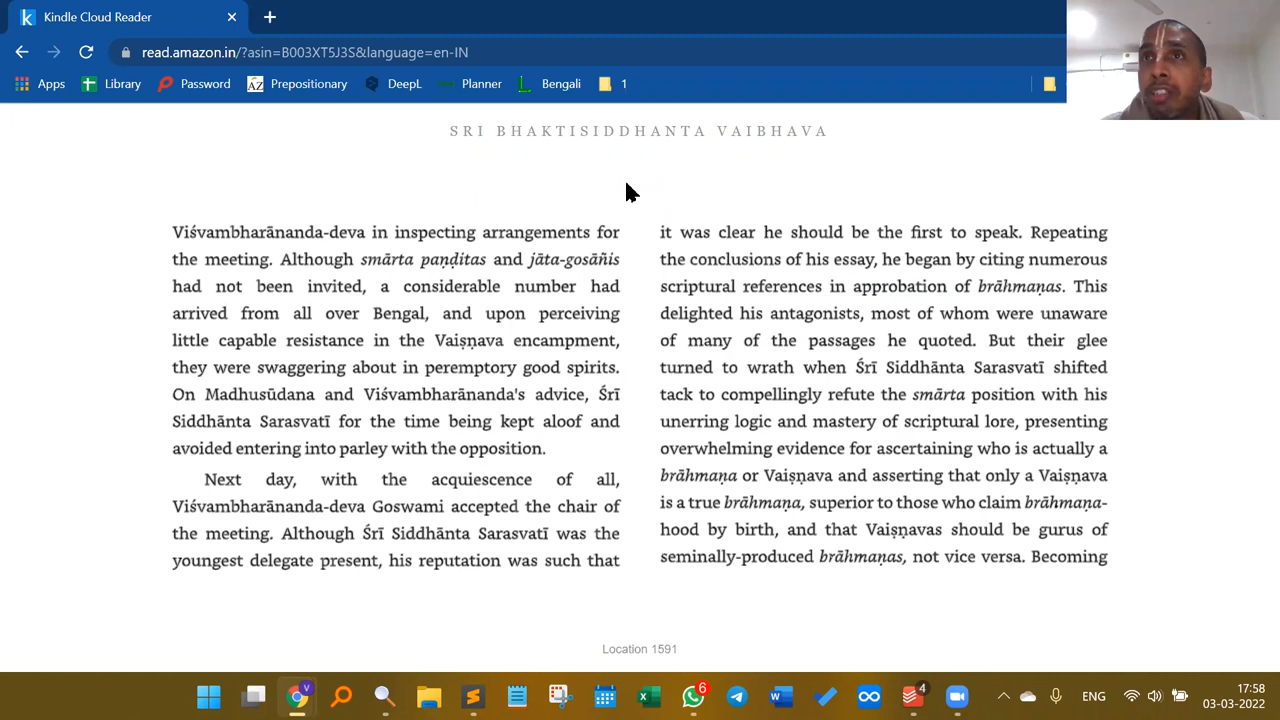 Kindle Cloud Reader
read.amazon.in/?asin=B003XT5J3S&language=en-IN
Apps Library Password Prepositionary DeepL Planner Bengali 1
SRI BHAKTISIDDHANTA VAIBHAVA
Viśvambharānanda-deva in inspecting arrangements for
the meeting. Although smārta paṇḍitas and jāta-gosāñis
had not been invited, a considerable number had
arrived from all over Bengal, and upon perceiving
little capable resistance in the Vaiṣṇava encampment,
they were swaggering about in peremptory good spirits.
On Madhusūdana and Viśvambharānanda's advice, Śrī
Siddhānta Sarasvatī for the time being kept aloof and
avoided entering into parley with the opposition.
Next day, with the acquiescence of all,
Viśvambharānanda-deva Goswami accepted the chair of
the meeting. Although Śrī Siddhānta Sarasvatī was the
youngest delegate present, his reputation was such that
it was clear he should be the first to speak. Repeating
the conclusions of his essay, he began by citing numerous
scriptural references in approbation of brāhmaṇas. This
delighted his antagonists, most of whom were unaware
of many of the passages he quoted. But their glee
turned to wrath when Śrī Siddhānta Sarasvatī shifted
tack to compellingly refute the smārta position with his
unerring logic and mastery of scriptural lore, presenting
overwhelming evidence for ascertaining who is actually a
brāhmaṇa or Vaiṣṇava and asserting that only a Vaiṣṇava
is a true brāhmaṇa, superior to those who claim brāhmaṇa-
hood by birth, and that Vaiṣṇavas should be gurus of
seminally-produced brāhmaṇas, not vice versa. Becoming
Location 1591
6 4 ENG 17:58
03-03-2022